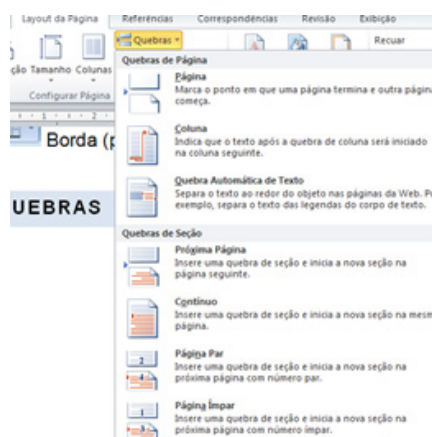 Layout da Página Referências Correspondências Revisão Exibição
Quebras Recuar
ção Tamanho Colunas
Configurar Página
Quebras de Página
Página
Marca o ponto em que uma página termina e outra página
começa.
Coluna
Indica que o texto após a quebra de coluna será iniciado
na coluna seguinte.
Quebra Automática de Texto
Separa o texto ao redor do objeto nas páginas da Web. P
exemplo, separa o texto das legendas do corpo de texto.
Borda (p
UEBRAS
Quebras de Seção
Próxima Página
Insere uma quebra de seção e inicia a nova seção na
página seguinte.
Contínuo
Insere uma quebra de seção e inicia a nova seção na mesm
página.
Página Par
Insere uma quebra de seção e inicia a nova seção na
próxima página com número par.
Página Ímpar
Insere uma quebra de seção e inicia a nova seção na
próxima página com número ímpar.